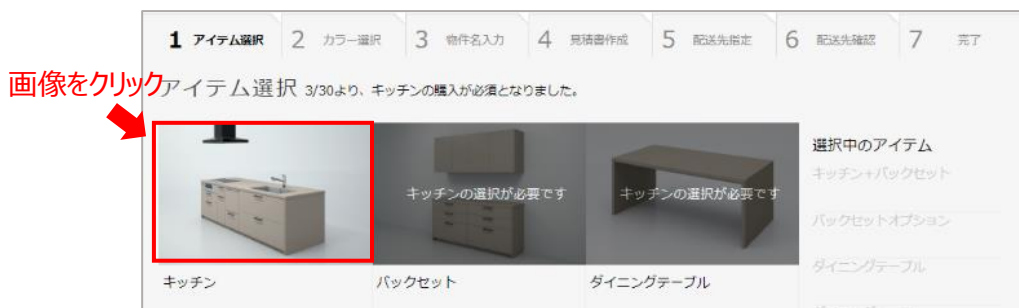 1 アイテム選択 2 カラー選択 3 物件名入力 4 見積書作成 5 配送先指定 6 配送先確認 7 完了
画像をクリック
アイテム選択 3/30より、キッチンの購入が必須となりました。
選択中のアイテム
キッチン+バックセット
キッチンの選択が必要です キッチンの選択が必要です
バックセットオプション
ダイニングテーブル
キッチン バックセット ダイニングテーブル